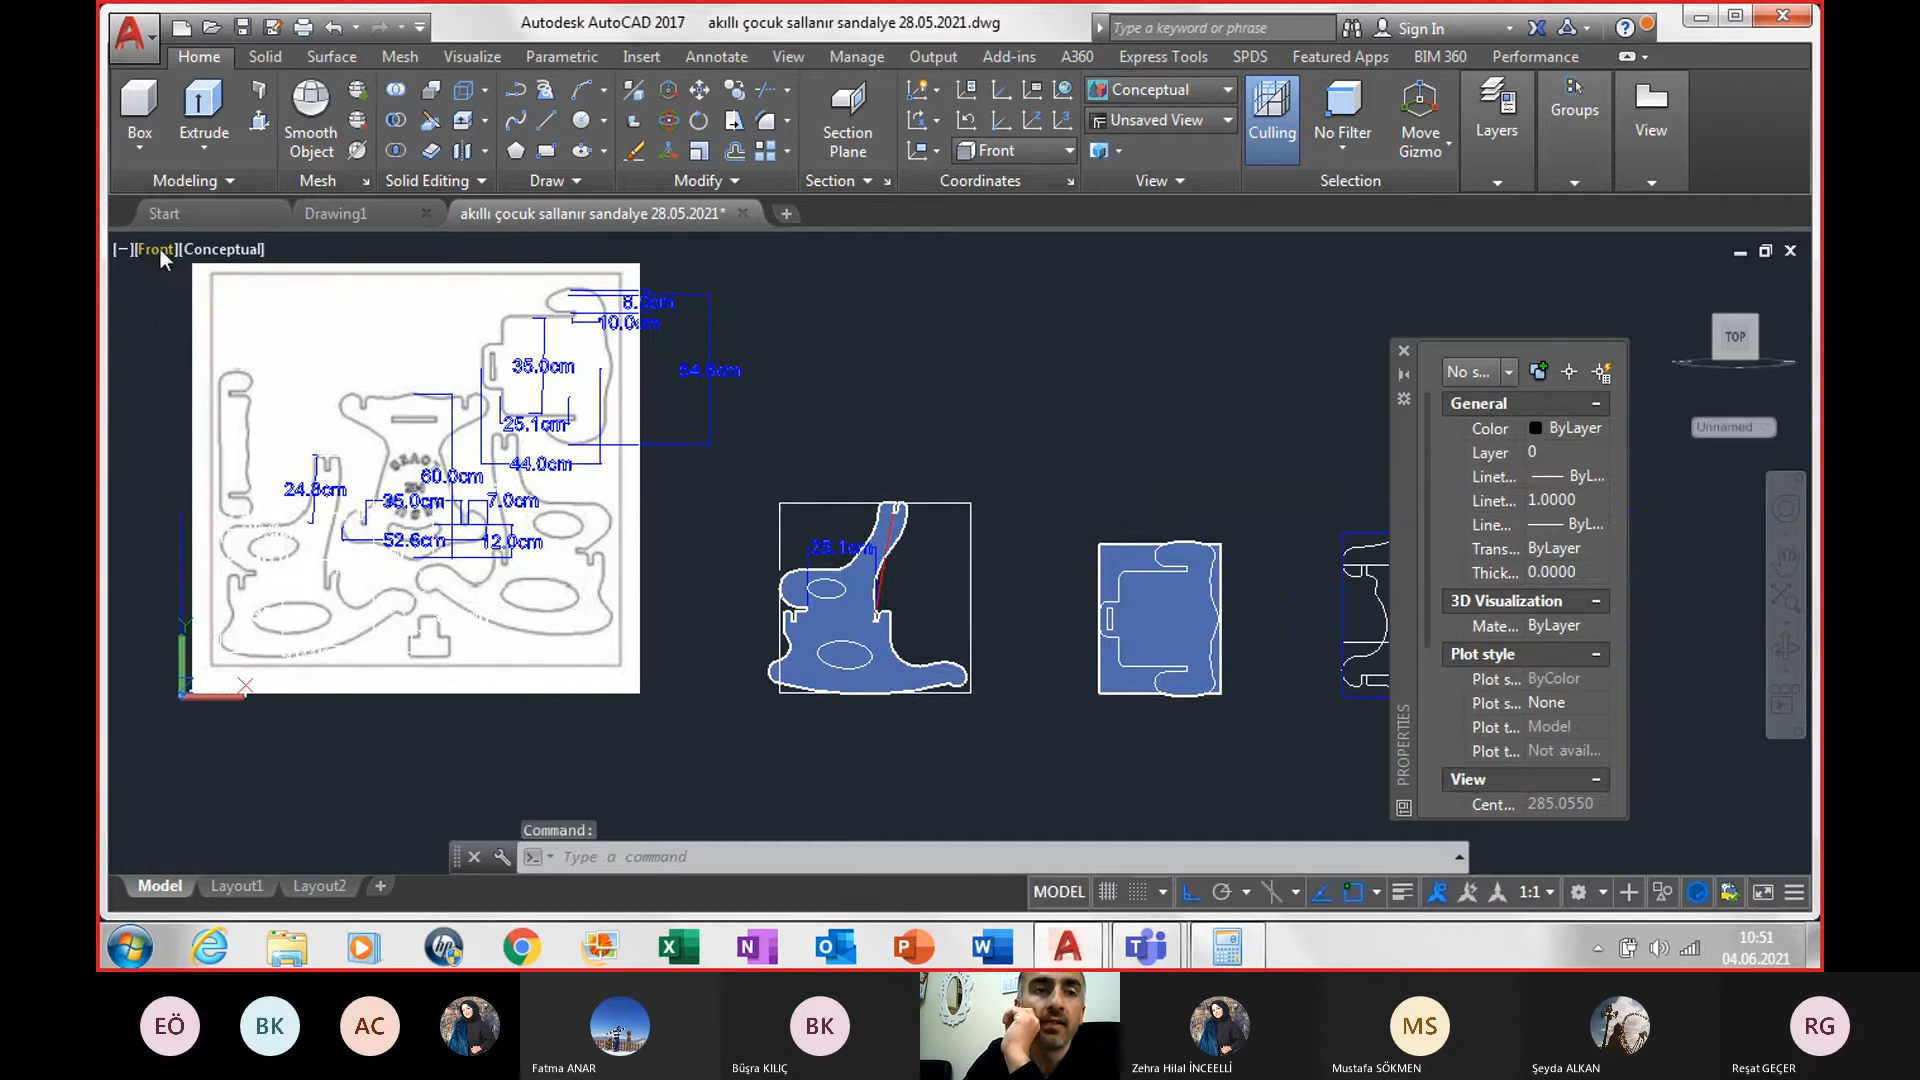 Autodesk AutoCAD 2017 akıllı çocuk sallanır sandalye 28.05.2021.dwg
Type a keyword or phrase
Sign In
Home Solid Surface Mesh Visualize Parametric Insert Annotate View Manage Output Add-ins A360 Express Tools SPDS Featured Apps BIM 360 Performance
Box
Extrude
Smooth
Object
Section
Plane
Conceptual
Unsaved View
Front
Culling
No Filter
Move
Gizmo
Layers
Groups
View
Modeling Mesh Solid Editing Draw Modify Section Coordinates View Selection
Start Drawing1 akıllı çocuk sallanır sandalye 28.05.2021*
[−][Front][Conceptual]
10.0cm
35.0cm
25.1cm
44.0cm
60.0cm
24.8cm
35.0cm
7.0cm
52.6cm
12.0cm
25.1cm
TOP
Unnamed
No s...
General
Color ByLayer
Layer 0
Linet... ByL...
Linet... 1.0000
Line... ByL...
Trans... ByLayer
Thick... 0.0000
3D Visualization
Mate... ByLayer
Plot style
Plot s... ByColor
Plot s... None
Plot t... Model
Plot t... Not avail...
View
Cent... 285.0550
PROPERTIES
Command:
Type a command
Model Layout1 Layout2
MODEL
1:1
10:51
04.06.2021
EÖ
BK
AC
BK
MS
RG
Fatma ANAR
Büşra KILIÇ
Zehra Hilal İNCEELLİ
Mustafa SÖKMEN
Şeyda ALKAN
Reşat GEÇER